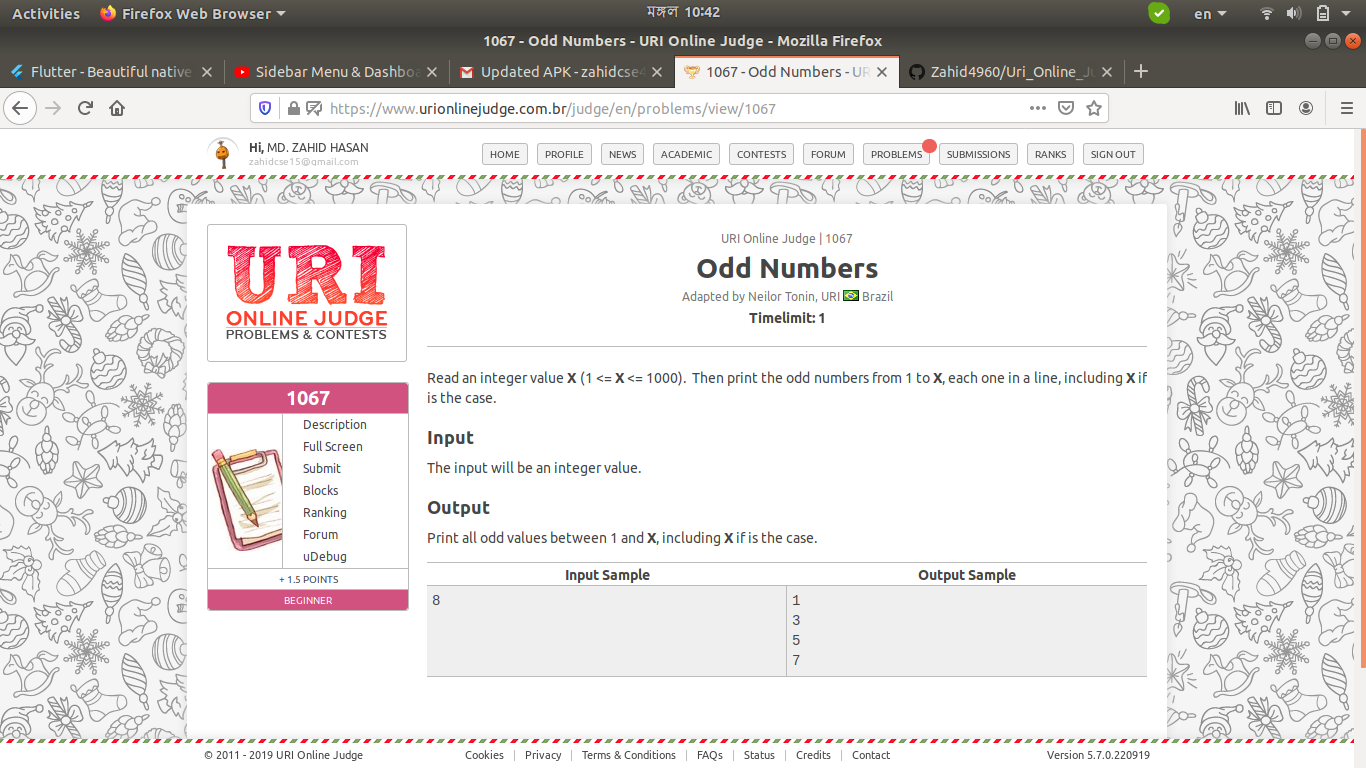 Activities Firefox Web Browser মঙ্গল 10:42 en
1067 - Odd Numbers - URI Online Judge - Mozilla Firefox
Flutter - Beautiful native Sidebar Menu & Dashboa Updated APK - zahidcse4 1067 - Odd Numbers - UR Zahid4960/Uri_Online_Ju
https://www.urionlinejudge.com.br/judge/en/problems/view/1067
Hi, MD. ZAHID HASAN
zahidcse15@gmail.com
HOME PROFILE NEWS ACADEMIC CONTESTS FORUM PROBLEMS SUBMISSIONS RANKS SIGN OUT
URI
ONLINE JUDGE
PROBLEMS & CONTESTS
1067
Description
Full Screen
Submit
Blocks
Ranking
Forum
uDebug
+ 1.5 POINTS
BEGINNER
URI Online Judge | 1067
Odd Numbers
Adapted by Neilor Tonin, URI Brazil
Timelimit: 1
Read an integer value X (1 <= X <= 1000). Then print the odd numbers from 1 to X, each one in a line, including X if
is the case.
Input
The input will be an integer value.
Output
Print all odd values between 1 and X, including X if is the case.
Input Sample Output Sample
8 1
3
5
7
© 2011 - 2019 URI Online Judge Cookies Privacy Terms & Conditions FAQs Status Credits Contact Version 5.7.0.220919